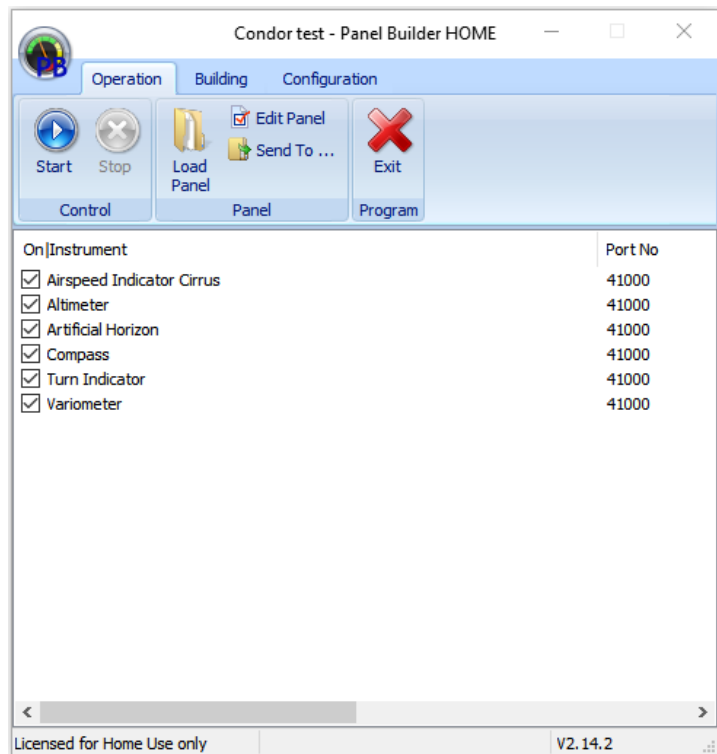 Condor test - Panel Builder HOME
PB
Operation Building Configuration
Start Stop Load Panel Edit Panel Send To ... Exit
Control Panel Program
On|Instrument Port No
Airspeed Indicator Cirrus 41000
Altimeter 41000
Artificial Horizon 41000
Compass 41000
Turn Indicator 41000
Variometer 41000
Licensed for Home Use only V2.14.2